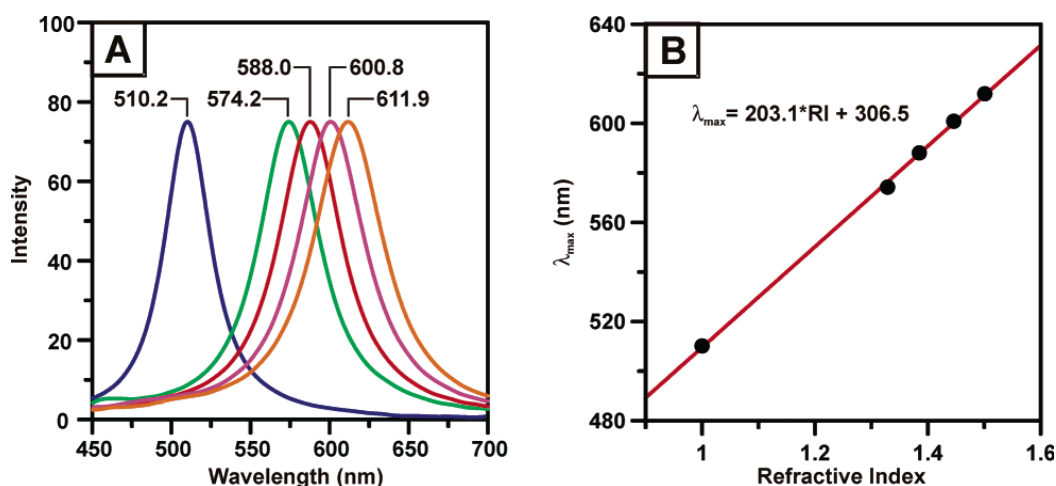 A
100
80
60
40
20
0
Intensity
510.2
588.0
574.2
600.8
611.9
450 500 550 600 650 700
Wavelength (nm)
B
640
600
560
520
480
λmax (nm)
λmax= 203.1*RI + 306.5
1 1.2 1.4 1.6
Refractive Index